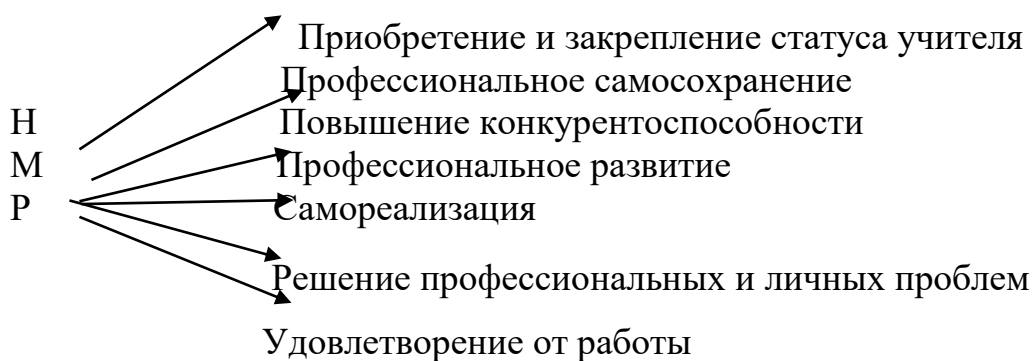 Приобретение и закрепление статуса учителя
Профессиональное самосохранение
Н Повышение конкурентоспособности
М Профессиональное развитие
Р Самореализация
Решение профессиональных и личных проблем
Удовлетворение от работы